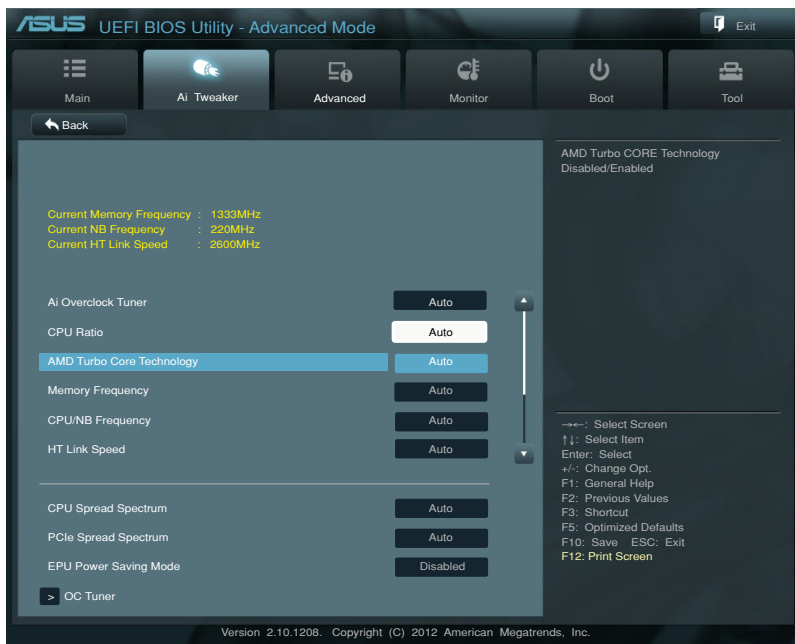 ASUS UEFI BIOS Utility - Advanced Mode
Exit
Main
Ai Tweaker
Advanced
Monitor
Boot
Tool
Back
AMD Turbo CORE Technology
Disabled/Enabled
Current Memory Frequency : 1333MHz
Current NB Frequency : 220MHz
Current HT Link Speed : 2600MHz
Ai Overclock Tuner Auto
CPU Ratio Auto
AMD Turbo Core Technology Auto
Memory Frequency Auto
CPU/NB Frequency Auto
HT Link Speed Auto
CPU Spread Spectrum Auto
PCIe Spread Spectrum Auto
EPU Power Saving Mode Disabled
> OC Tuner
→←: Select Screen
↑↓: Select Item
Enter: Select
+/-: Change Opt.
F1: General Help
F2: Previous Values
F3: Shortcut
F5: Optimized Defaults
F10: Save ESC: Exit
F12: Print Screen
Version 2.10.1208. Copyright (C) 2012 American Megatrends, Inc.